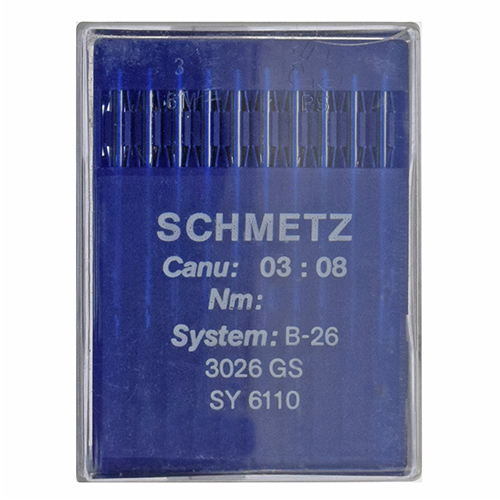 SCHMETZ
Canu: 03 : 08
Nm:
System: B-26
3026 GS
SY 6110